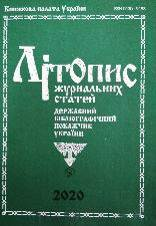 Книжкова палата України
Літопис
журнальних
статей
державний
бібліографічний
покажчик
України
2020